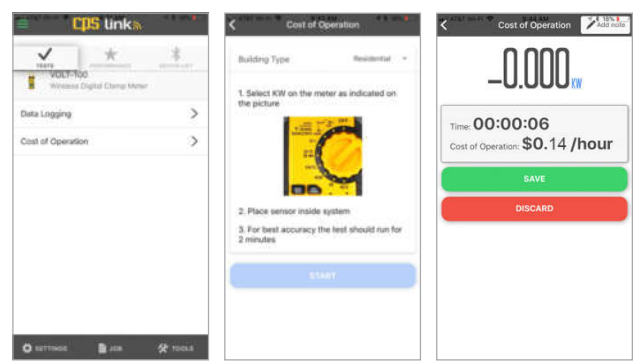 cps link
TESTS
VOLT-100
Wireless Digital Clamp Meter
Data Logging
Cost of Operation
SETTINGS
JOB
TOOLS
Cost of Operation
Building Type
Residential
1. Select KW on the meter as indicated on
the picture
OFF
2. Place sensor inside system
3. For best accuracy the test should run for
2 minutes
START
Cost of Operation
Add note
-0.000 KW
Time: 00:00:06
Cost of Operation: $0.14 /hour
SAVE
DISCARD